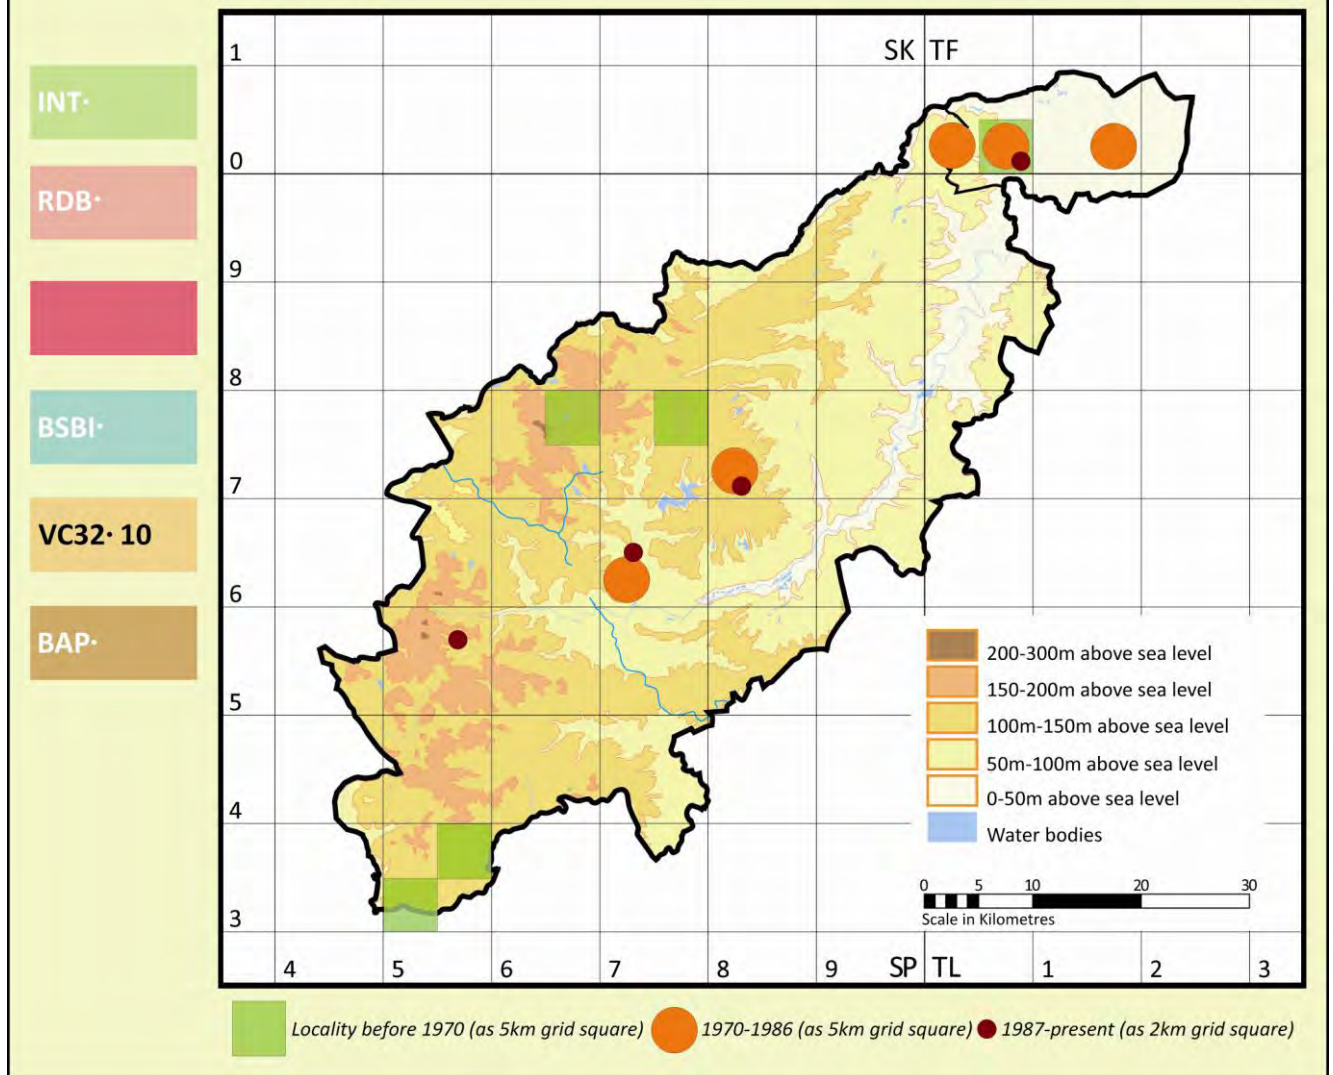 INT·
RDB·
BSBI·
VC32· 10
BAP·
SK TF
1
0
9
8
7
6
5
4
3
4 5 6 7 8 9 SP TL 1 2 3
200-300m above sea level
150-200m above sea level
100m-150m above sea level
50m-100m above sea level
0-50m above sea level
Water bodies
0 5 10 20 30
Scale in Kilometres
Locality before 1970 (as 5km grid square) 1970-1986 (as 5km grid square) 1987-present (as 2km grid square)